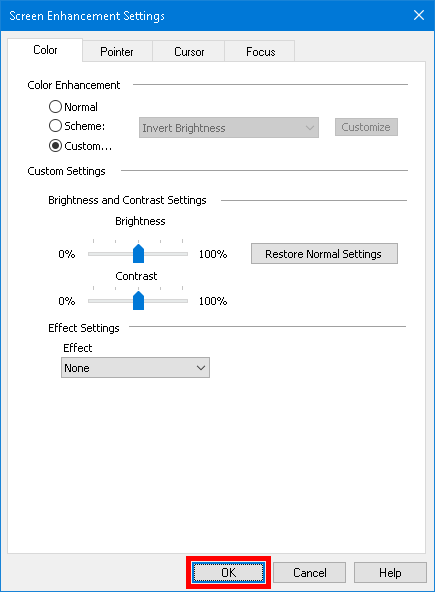 Screen Enhancement Settings
Color Pointer Cursor Focus
Color Enhancement
Normal
Scheme: Invert Brightness Customize
Custom...
Custom Settings
Brightness and Contrast Settings
Brightness
0% 100% Restore Normal Settings
Contrast
0% 100%
Effect Settings
Effect
None
OK Cancel Help